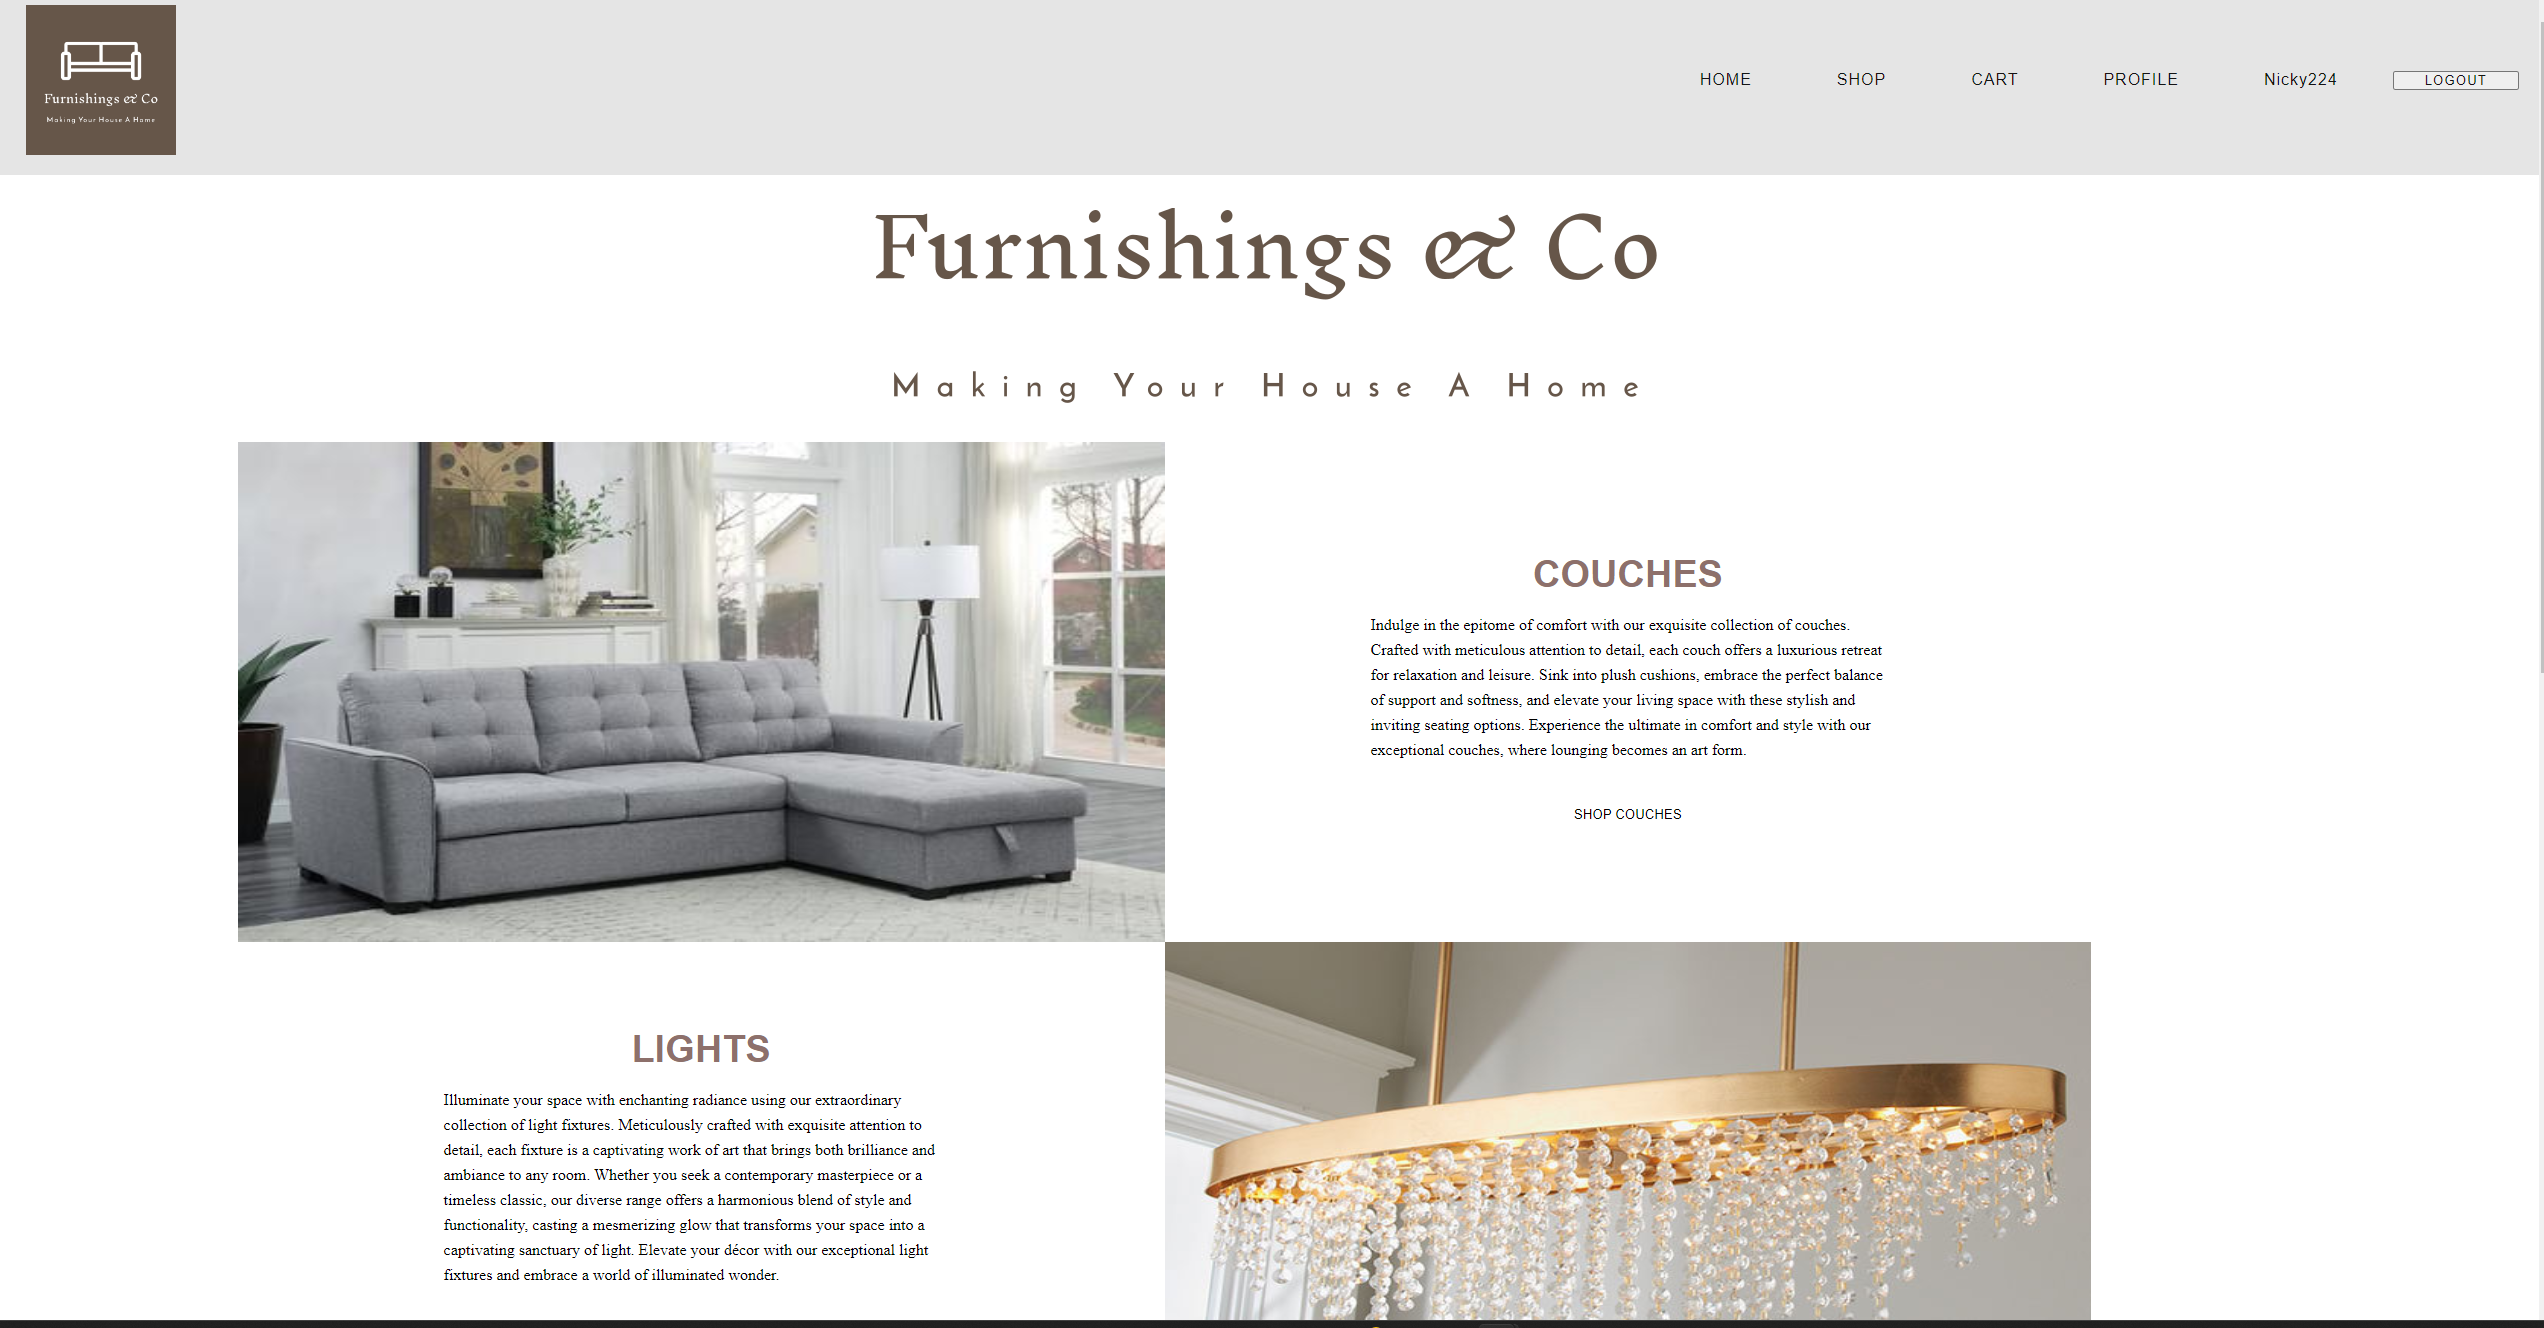 Furnishings & Co
Making Your House A Home
HOME
SHOP
CART
PROFILE
Nicky224
LOGOUT
Furnishings & Co
Making Your House A Home
COUCHES
Indulge in the epitome of comfort with our exquisite collection of couches.
Crafted with meticulous attention to detail, each couch offers a luxurious retreat
for relaxation and leisure. Sink into plush cushions, embrace the perfect balance
of support and softness, and elevate your living space with these stylish and
inviting seating options. Experience the ultimate in comfort and style with our
exceptional couches, where lounging becomes an art form.
SHOP COUCHES
LIGHTS
Illuminate your space with enchanting radiance using our extraordinary
collection of light fixtures. Meticulously crafted with exquisite attention to
detail, each fixture is a captivating work of art that brings both brilliance and
ambiance to any room. Whether you seek a contemporary masterpiece or a
timeless classic, our diverse range offers a harmonious blend of style and
functionality, casting a mesmerizing glow that transforms your space into a
captivating sanctuary of light. Elevate your décor with our exceptional light
fixtures and embrace a world of illuminated wonder.